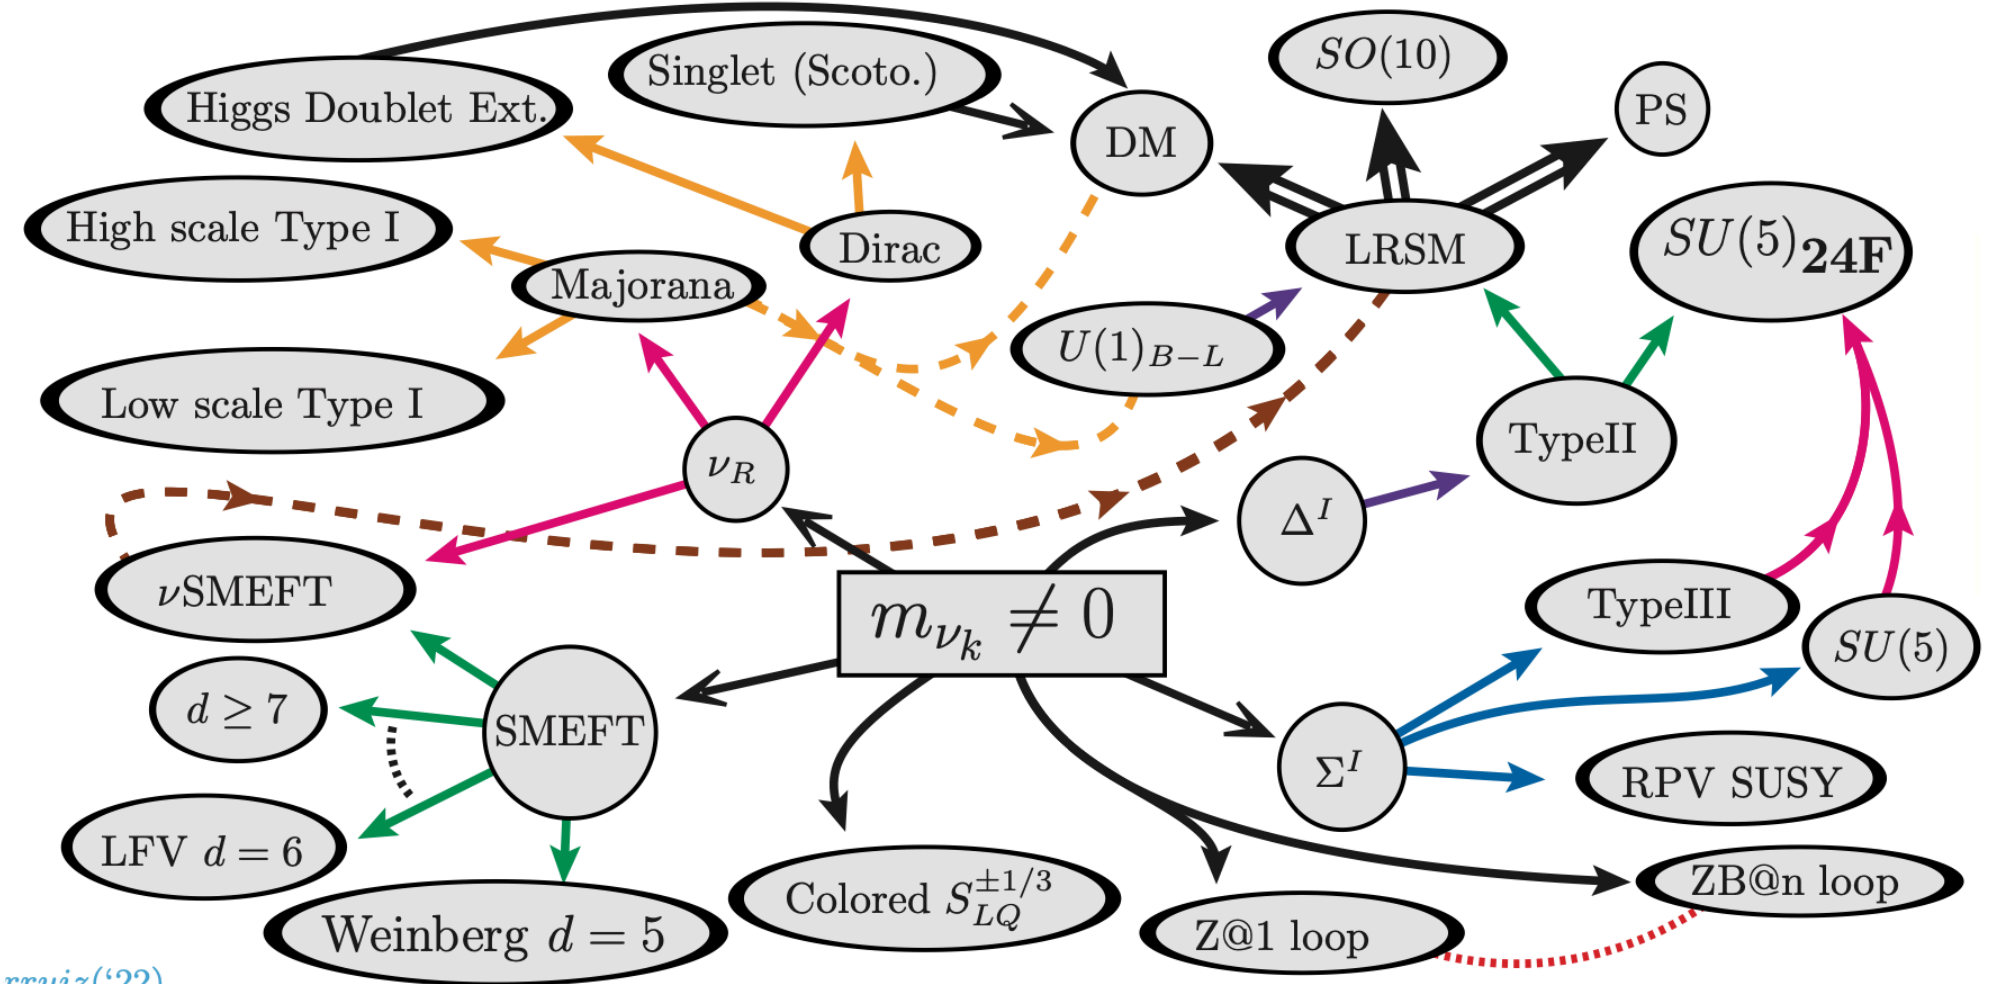 Higgs Doublet Ext.
Singlet (Scoto.)
SO(10)
PS
DM
High scale Type I
Dirac
LRSM
SU(5)₂₄F
Majorana
U(1)B−L
Low scale Type I
TypeII
νR
Δᴵ
νSMEFT
mνk ≠ 0
TypeIII
SU(5)
d ≥ 7
SMEFT
Σᴵ
RPV SUSY
LFV d = 6
Weinberg d = 5
Colored S±1/3LQ
Z@1 loop
ZB@n loop
rruiz(‘22)